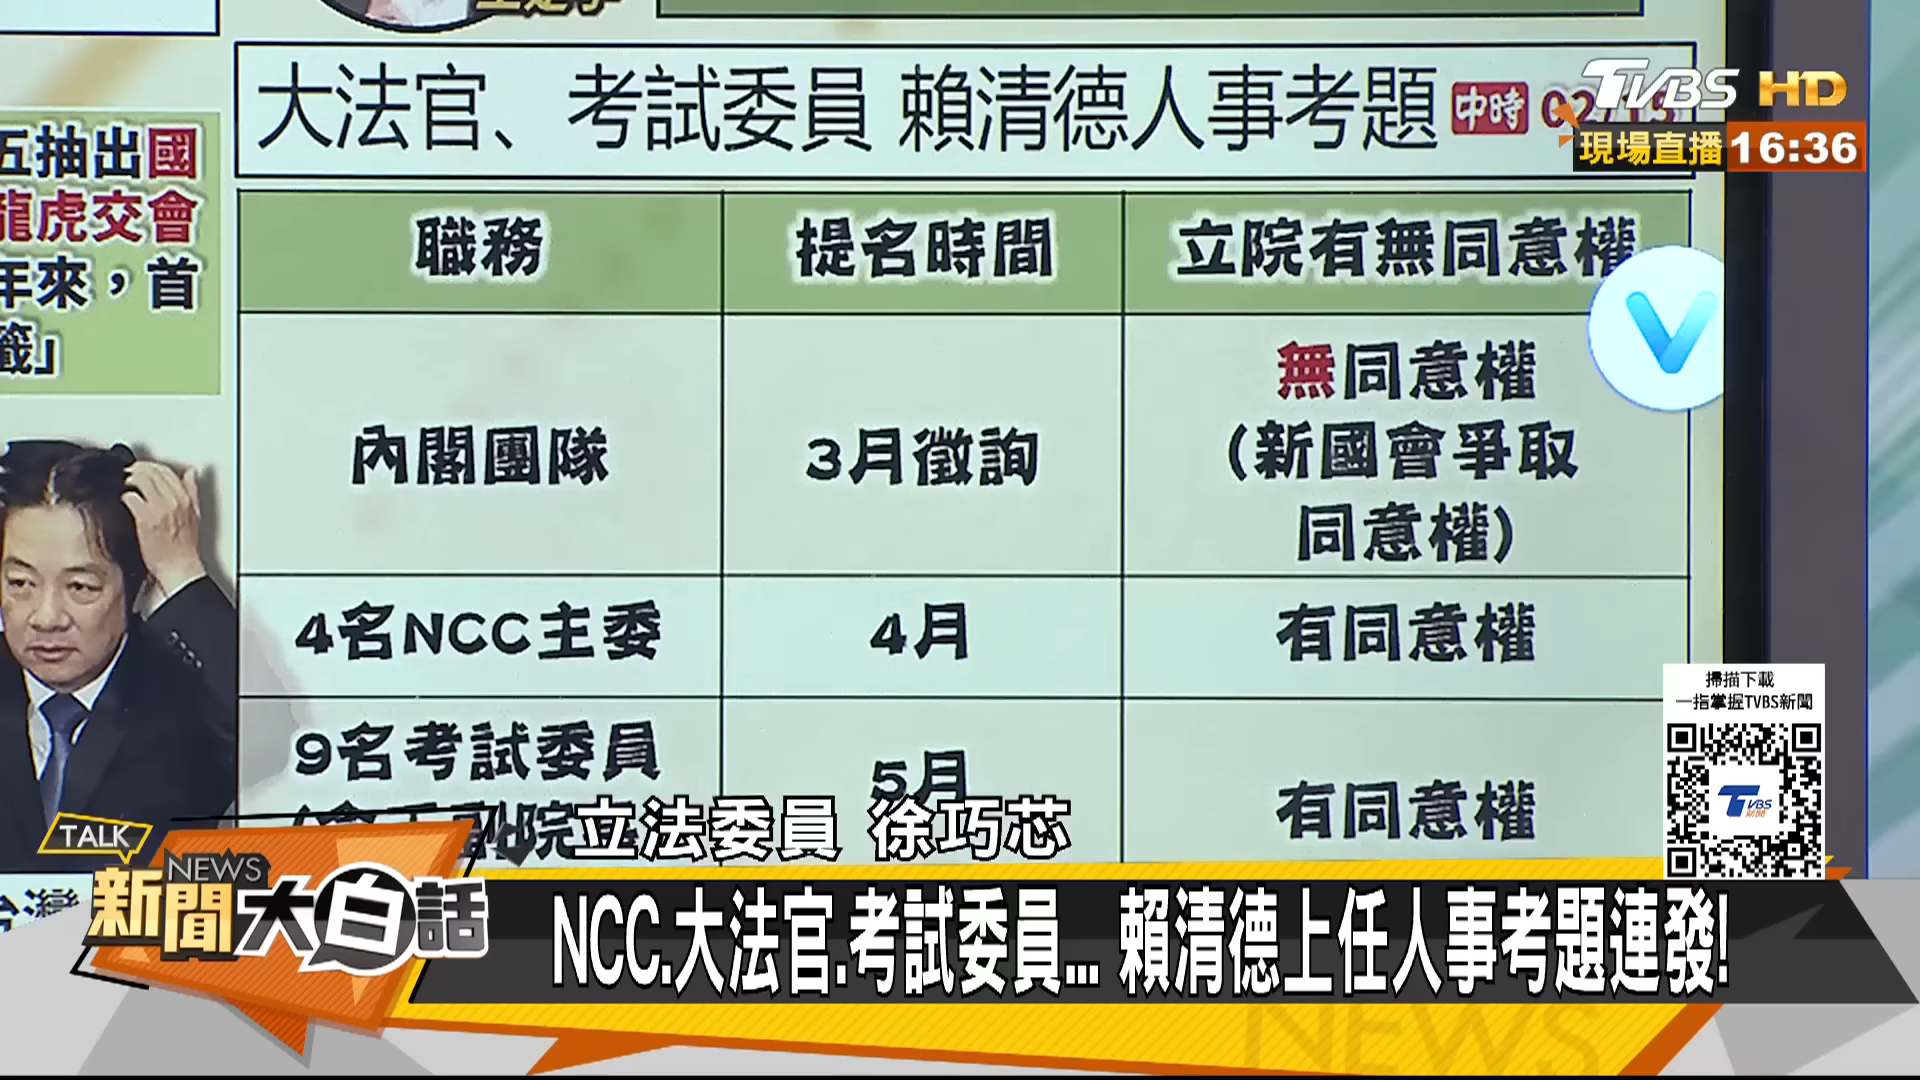 大法官、考試委員 賴清德人事考題 中時
TVBS HD
現場直播 16:36
五抽出國
龍虎交會
年來，首
籤」
職務 提名時間 立院有無同意權
內閣團隊 3月徵詢 無同意權
(新國會爭取
同意權)
4名NCC主委 4月 有同意權
9名考試委員 5月 有同意權
掃描下載
一指掌握TVBS新聞
TVBS
新聞
立法委員 徐巧芯
TALK
NEWS
新聞大白話
NCC.大法官.考試委員... 賴清德上任人事考題連發!
台灣
NEWS